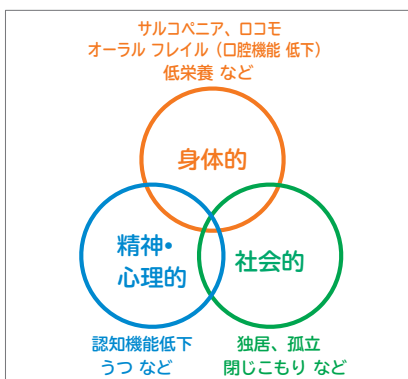 サルコペニア、ロコモ
オーラル フレイル（口腔機能 低下）
低栄養 など
身体的
精神・
心理的
社会的
認知機能低下
うつ など
独居、孤立
閉じこもり など